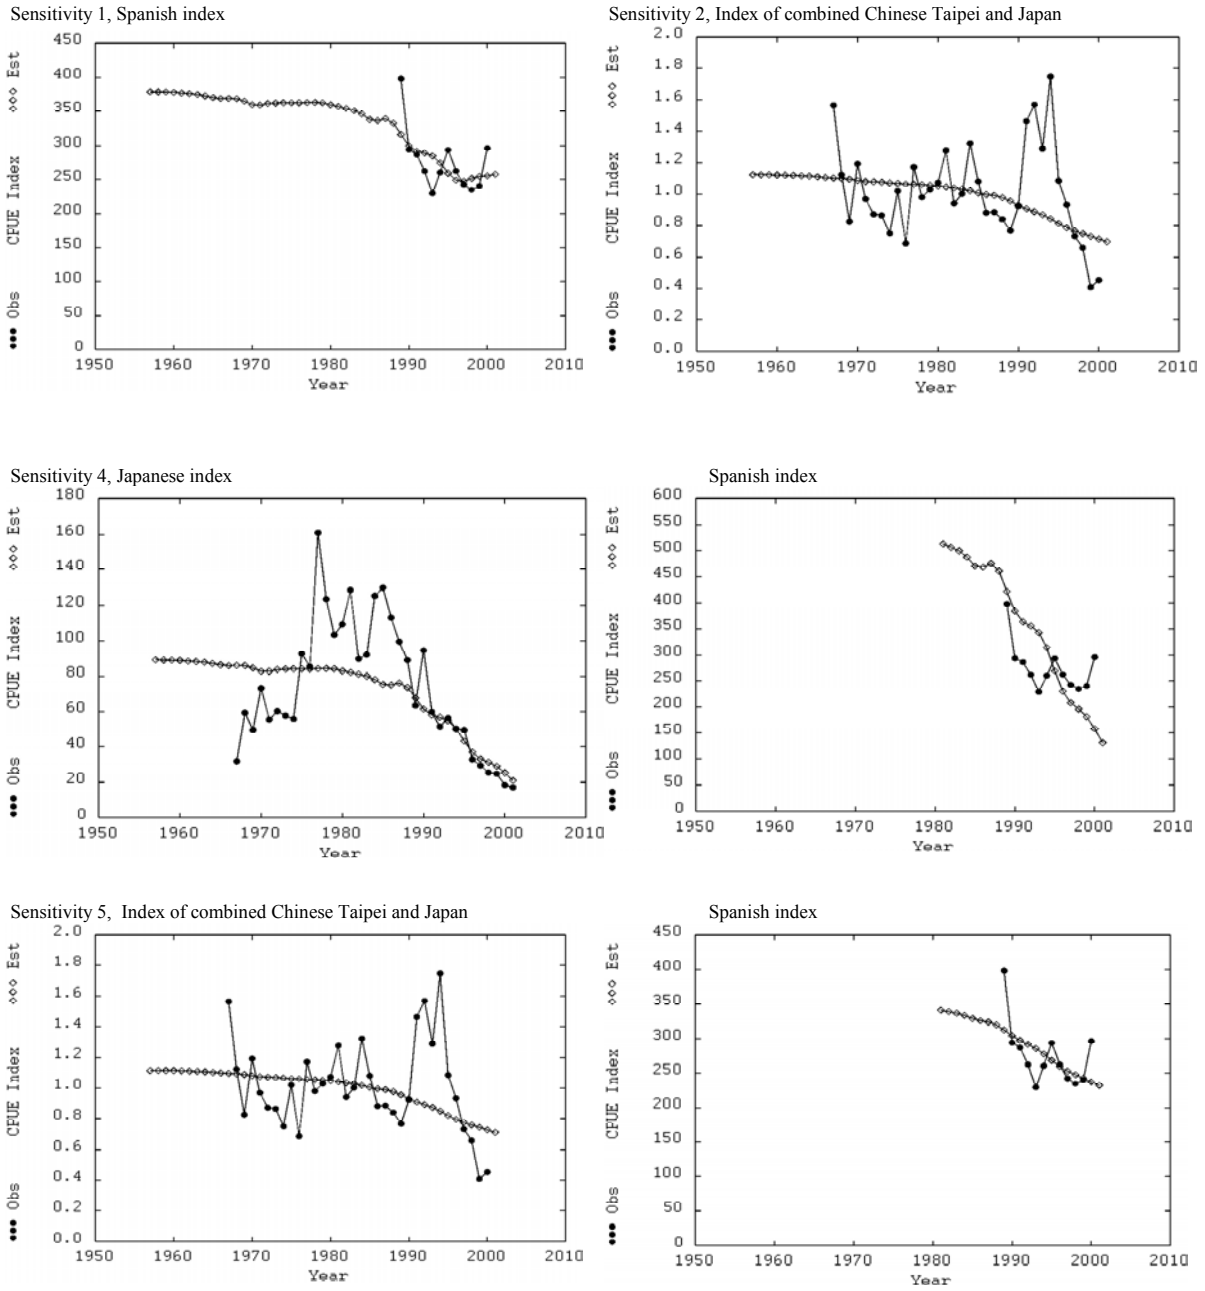 Sensitivity 1, Spanish index
450
400
350
300
250
200
150
100
50
0
●●● Obs CPUE Index ◇◇◇ Est
1950 1960 1970 1980 1990 2000 2010
Year
Sensitivity 2, Index of combined Chinese Taipei and Japan
2.0
1.8
1.6
1.4
1.2
1.0
0.8
0.6
0.4
0.2
0.0
●●● Obs CPUE Index ◇◇◇ Est
1950 1960 1970 1980 1990 2000 2010
Year
Sensitivity 4, Japanese index
180
160
140
120
100
80
60
40
20
0
●●● Obs CPUE Index ◇◇◇ Est
1950 1960 1970 1980 1990 2000 2010
Year
Spanish index
600
550
500
450
400
350
300
250
200
150
100
50
0
●●● Obs CPUE Index ◇◇◇ Est
1950 1960 1970 1980 1990 2000 2010
Year
Sensitivity 5, Index of combined Chinese Taipei and Japan
2.0
1.8
1.6
1.4
1.2
1.0
0.8
0.6
0.4
0.2
0.0
●●● Obs CPUE Index ◇◇◇ Est
1950 1960 1970 1980 1990 2000 2010
Year
Spanish index
450
400
350
300
250
200
150
100
50
0
●●● Obs CPUE Index ◇◇◇ Est
1950 1960 1970 1980 1990 2000 2010
Year